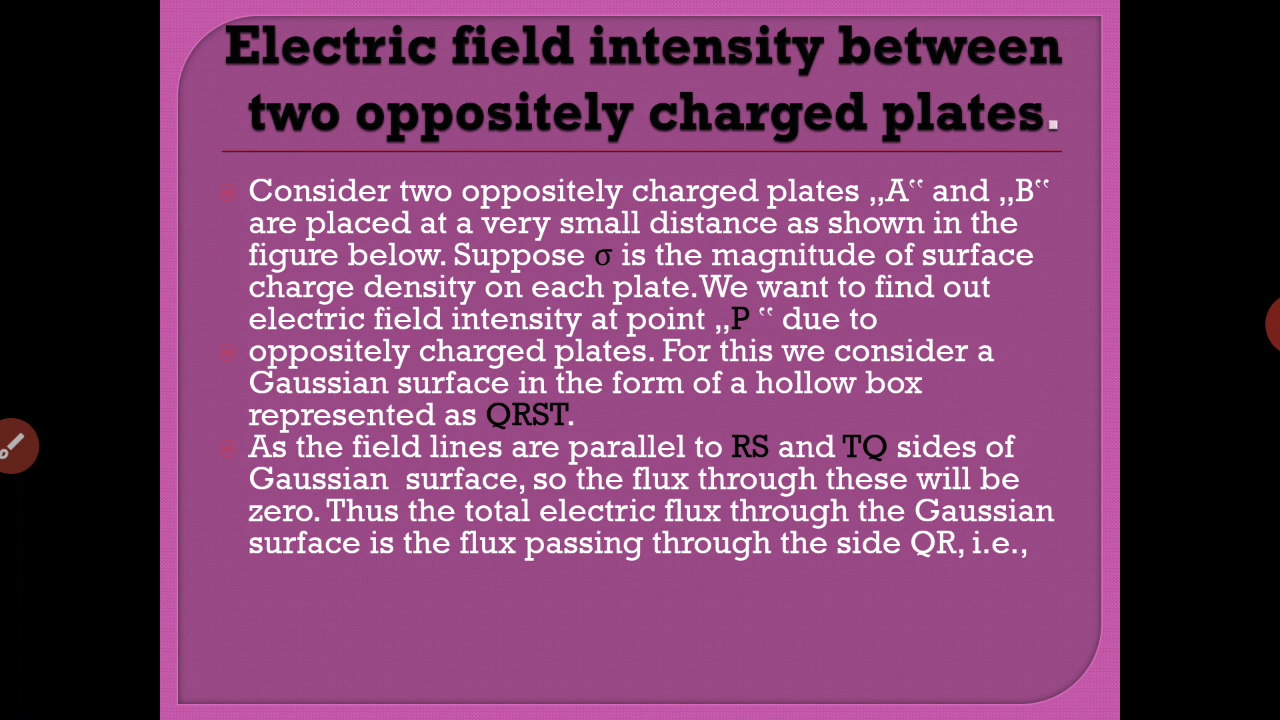 Electric field intensity between
two oppositely charged plates.
Consider two oppositely charged plates „A‟ and „B‟
are placed at a very small distance as shown in the
figure below. Suppose σ is the magnitude of surface
charge density on each plate.We want to find out
electric field intensity at point „P ‟ due to
oppositely charged plates. For this we consider a
Gaussian surface in the form of a hollow box
represented as QRST.
As the field lines are parallel to RS and TQ sides of
Gaussian  surface, so the flux through these will be
zero. Thus the total electric flux through the Gaussian
surface is the flux passing through the side QR, i.e.,